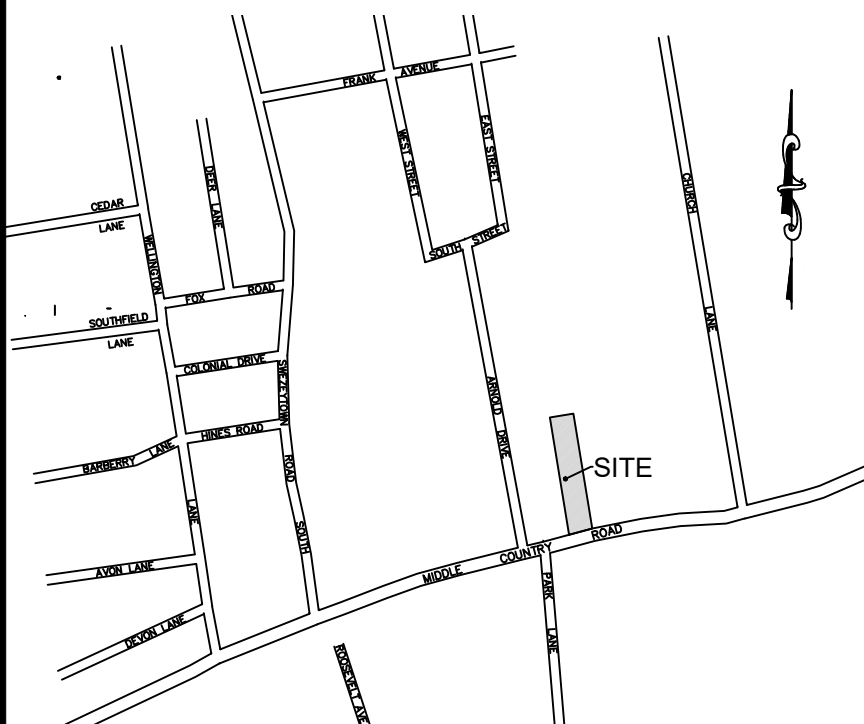 FRANK AVENUE
WEST STREET
EAST STREET
DEER LANE
CEDAR
LANE
CHURCH
LANE
SOUTH STREET
WELLINGTON
LANE
FOX ROAD
SOUTHFIELD
LANE
COLONIAL DRIVE
SWEZEYTOWN
ROAD
SOUTH
ARNOLD DRIVE
HINES ROAD
BARBERRY LANE
SITE
MIDDLE COUNTRY ROAD
AVON LANE
PARK LANE
DEVON LANE
ROOSEVELT AVE